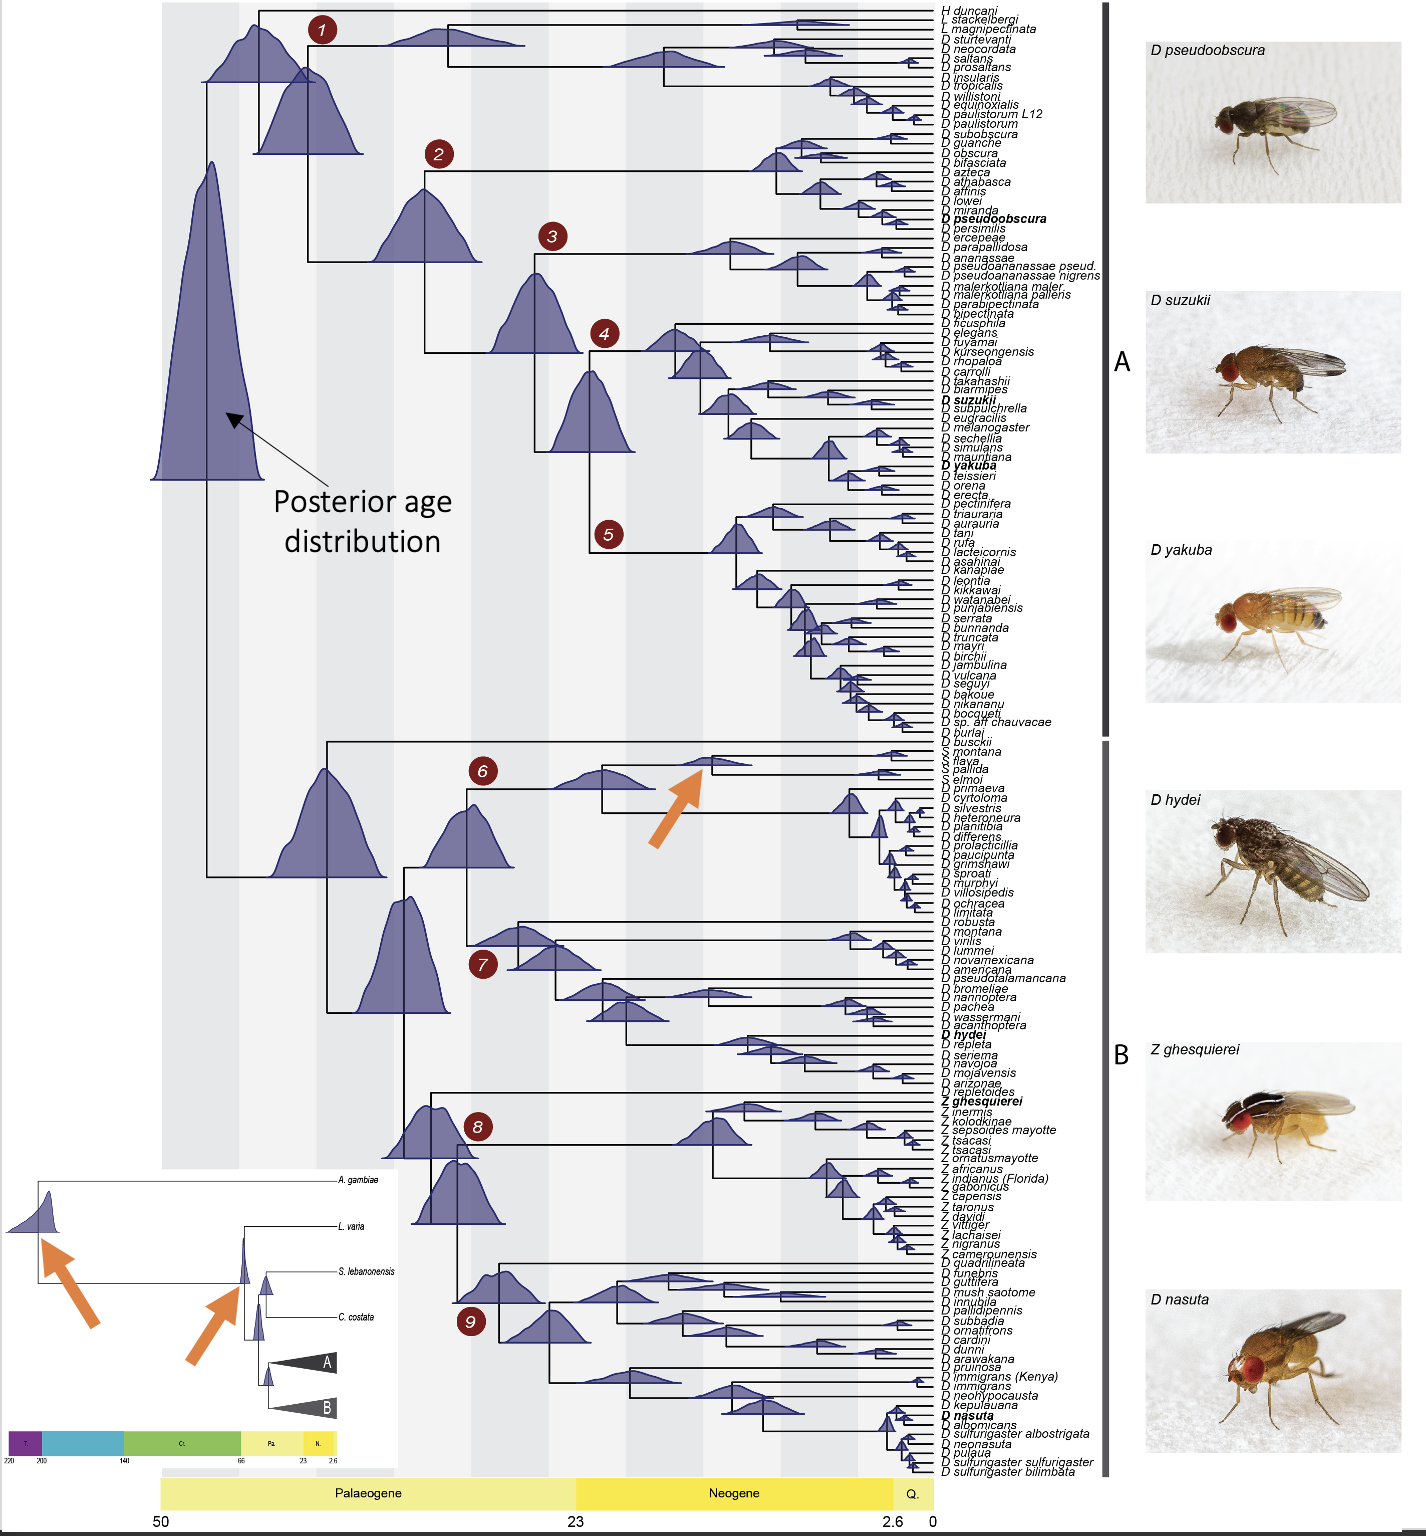 H duncani
L stackelbergi
L magnipectinata
D sturtevanti
D neocordata
D saltans
D prosaltans
D insularis
D tropicalis
D willistoni
D equinoxialis
D paulistorum L12
D paulistorum
D subobscura
D guanche
D obscura
D bifasciata
D azteca
D athabasca
D affinis
D lowei
D miranda
D pseudoobscura
D persimilis
D ercepeae
D parapallidosa
D ananassae
D pseudoananassae pseud.
D pseudoananassae nigrens
D malerkotliana maler.
D malerkotliana pallens
D parabipectinata
D bipectinata
D ficusphila
D elegans
D fuyamai
D kurseongensis
D rhopaloa
D carrolli
D takahashii
D biarmipes
D suzukii
D subpulchrella
D eugracilis
D melanogaster
D sechellia
D simulans
D mauritiana
D yakuba
D teissieri
D orena
D erecta
D pectinifera
D triauraria
D aurauria
D tani
D rufa
D lacteicornis
D asahinai
D kanapiae
D leontia
D kikkawai
D watanabei
D punjabiensis
D serrata
D bunnanda
D truncata
D mayri
D birchii
D jambulina
D vulcana
D seguyi
D bakoue
D nikananu
D bocqueti
D sp. aff chauvacae
D burlai
D busckii
S montana
S flava
S pallida
S elmoi
D primaeva
D cyrtoloma
D silvestris
D heteroneura
D planitibia
D differens
D prolacticillia
D paucipunta
D grimshawi
D sproati
D murphyi
D villosipedis
D ochracea
D limitata
D robusta
D montana
D virilis
D lummei
D novamexicana
D americana
D pseudotalamancana
D bromeliae
D nannoptera
D pachea
D wassermani
D acanthoptera
D hydei
D repleta
D seriema
D navojoa
D mojavensis
D arizonae
D repletoides
Z ghesquierei
Z inermis
Z kolodkinae
Z sepsoides mayotte
Z tsacasi
Z tsacasi
Z ornatusmayotte
Z africanus
Z indianus (Florida)
Z gabonicus
Z capensis
Z taronus
Z davidi
Z vittiger
Z lachaisei
Z nigranus
Z camerounensis
D quadrilineata
D funebris
D guttifera
D mush saotome
D innubila
D pallidipennis
D subbadia
D ornatifrons
D cardini
D dunni
D arawakana
D pruinosa
D immigrans (Kenya)
D immigrans
D neohypocausta
D kepulauana
D nasuta
D albomicans
D sulfurigaster albostrigata
D neonasuta
D pulaua
D sulfurigaster sulfurigaster
D sulfurigaster bilimbata
1
2
3
4
5
6
7
8
9
Posterior age
distribution
A
B
D pseudoobscura
D suzukii
D yakuba
D hydei
Z ghesquierei
D nasuta
A. gambiae
L. varia
S. lebanonensis
C. costata
A
B
T. Cr. Pa. N.
220 200 140 66 23 2.6
Palaeogene Neogene Q.
50 23 2.6 0